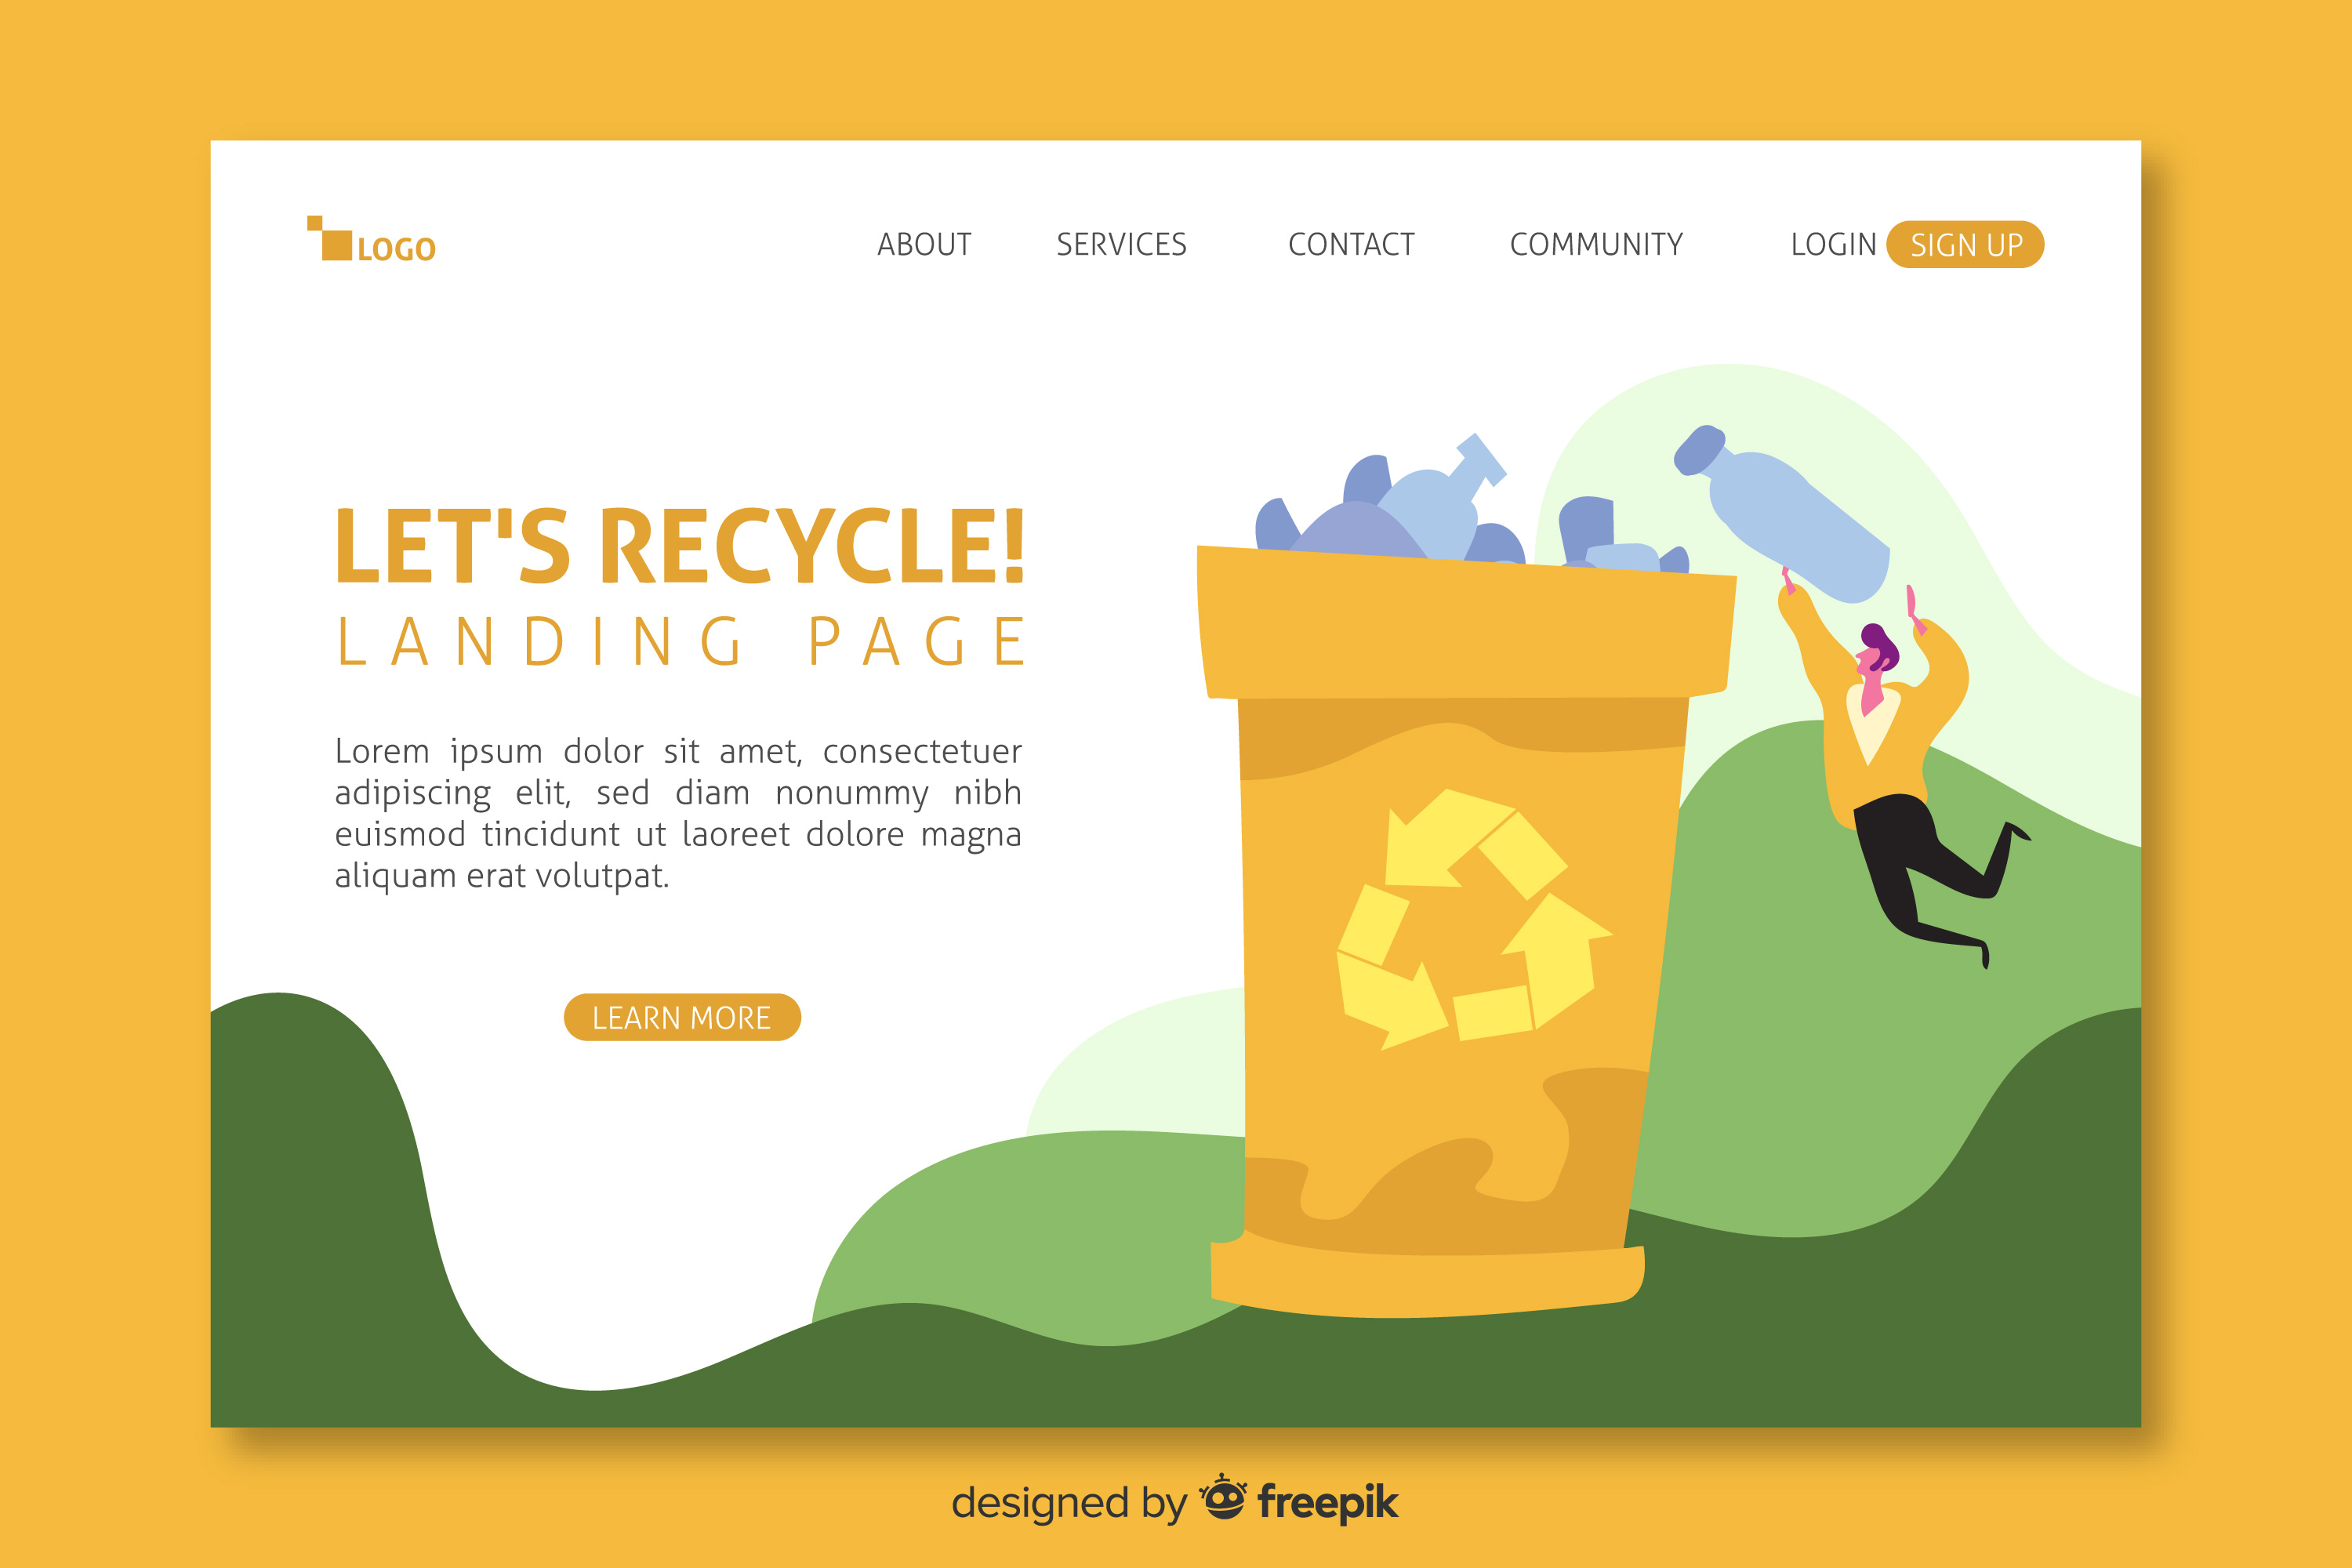 LOGO
ABOUT SERVICES CONTACT COMMUNITY LOGIN SIGN UP
LET'S RECYCLE!
LANDING PAGE
Lorem ipsum dolor sit amet, consectetuer
adipiscing elit, sed diam nonummy nibh
euismod tincidunt ut laoreet dolore magna
aliquam erat volutpat.
LEARN MORE
designed by freepik